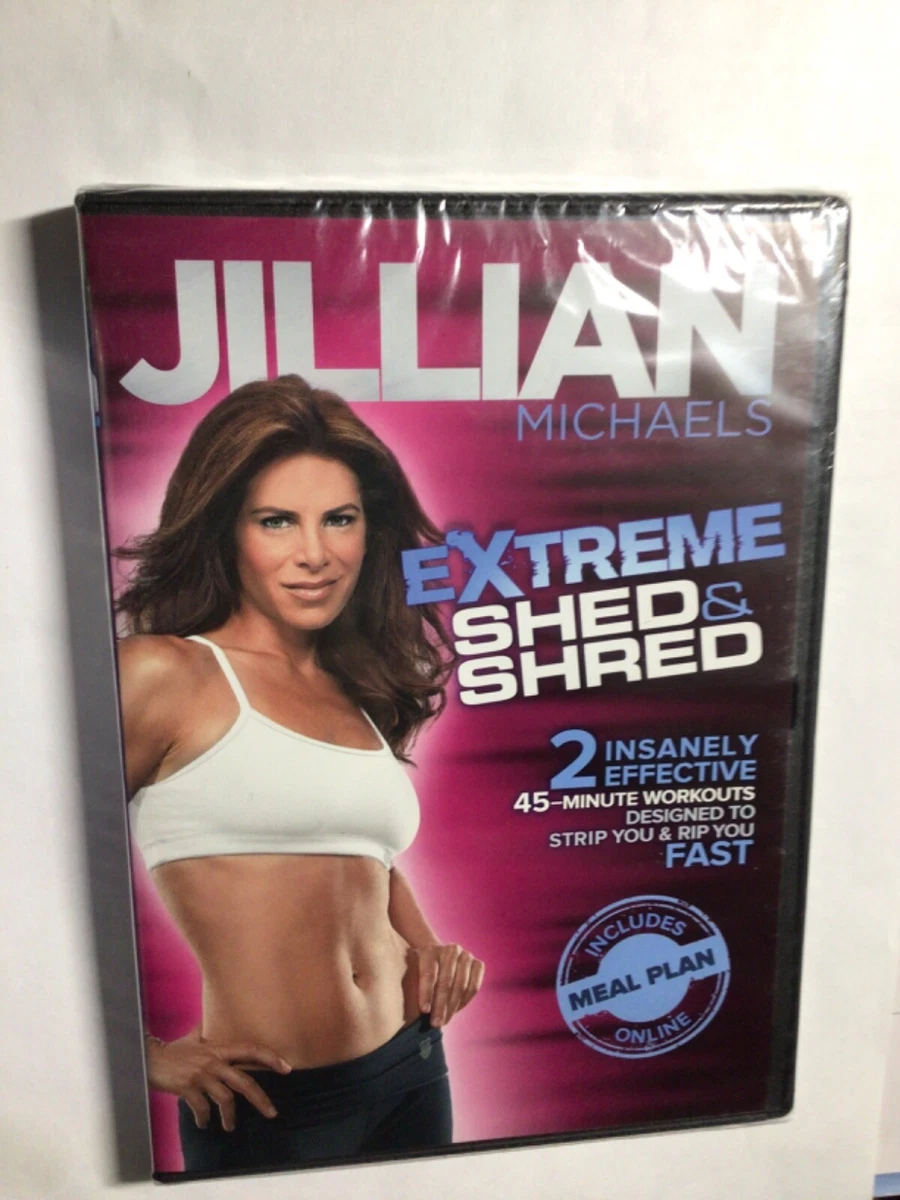 JILLIAN
MICHAELS
EXTREME
SHED &
SHRED
2 INSANELY
EFFECTIVE
45-MINUTE WORKOUTS
DESIGNED TO
STRIP YOU & RIP YOU
FAST
INCLUDES
MEAL PLAN
ONLINE